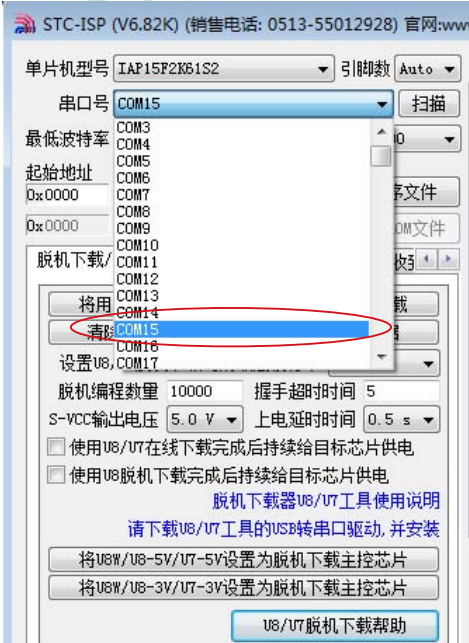 STC-ISP (V6.82K) (销售电话: 0513-55012928) 官网:ww
单片机型号 IAP15F2K61S2 引脚数 Auto
串口号 COM15 扫描
最低波特率 COM3
COM4
起始地址 COM5
COM6
0x0000 COM7 序文件
COM8
0x0000 COM9 OM文件
COM10
脱机下载/ COM11 收到
COM12
将用 COM13 载
COM14
清除 COM15
COM16
设置U8, COM17
脱机编程数量 10000 握手超时时间 5
S-VCC输出电压 5.0 V 上电延时时间 0.5 s
使用U8/U7在线下载完成后持续给目标芯片供电
使用U8脱机下载完成后持续给目标芯片供电
脱机下载器U8/U7工具使用说明
请下载U8/U7工具的USB转串口驱动,并安装
将U8W/U8-5V/U7-5V设置为脱机下载主控芯片
将U8W/U8-3V/U7-3V设置为脱机下载主控芯片
U8/U7脱机下载帮助